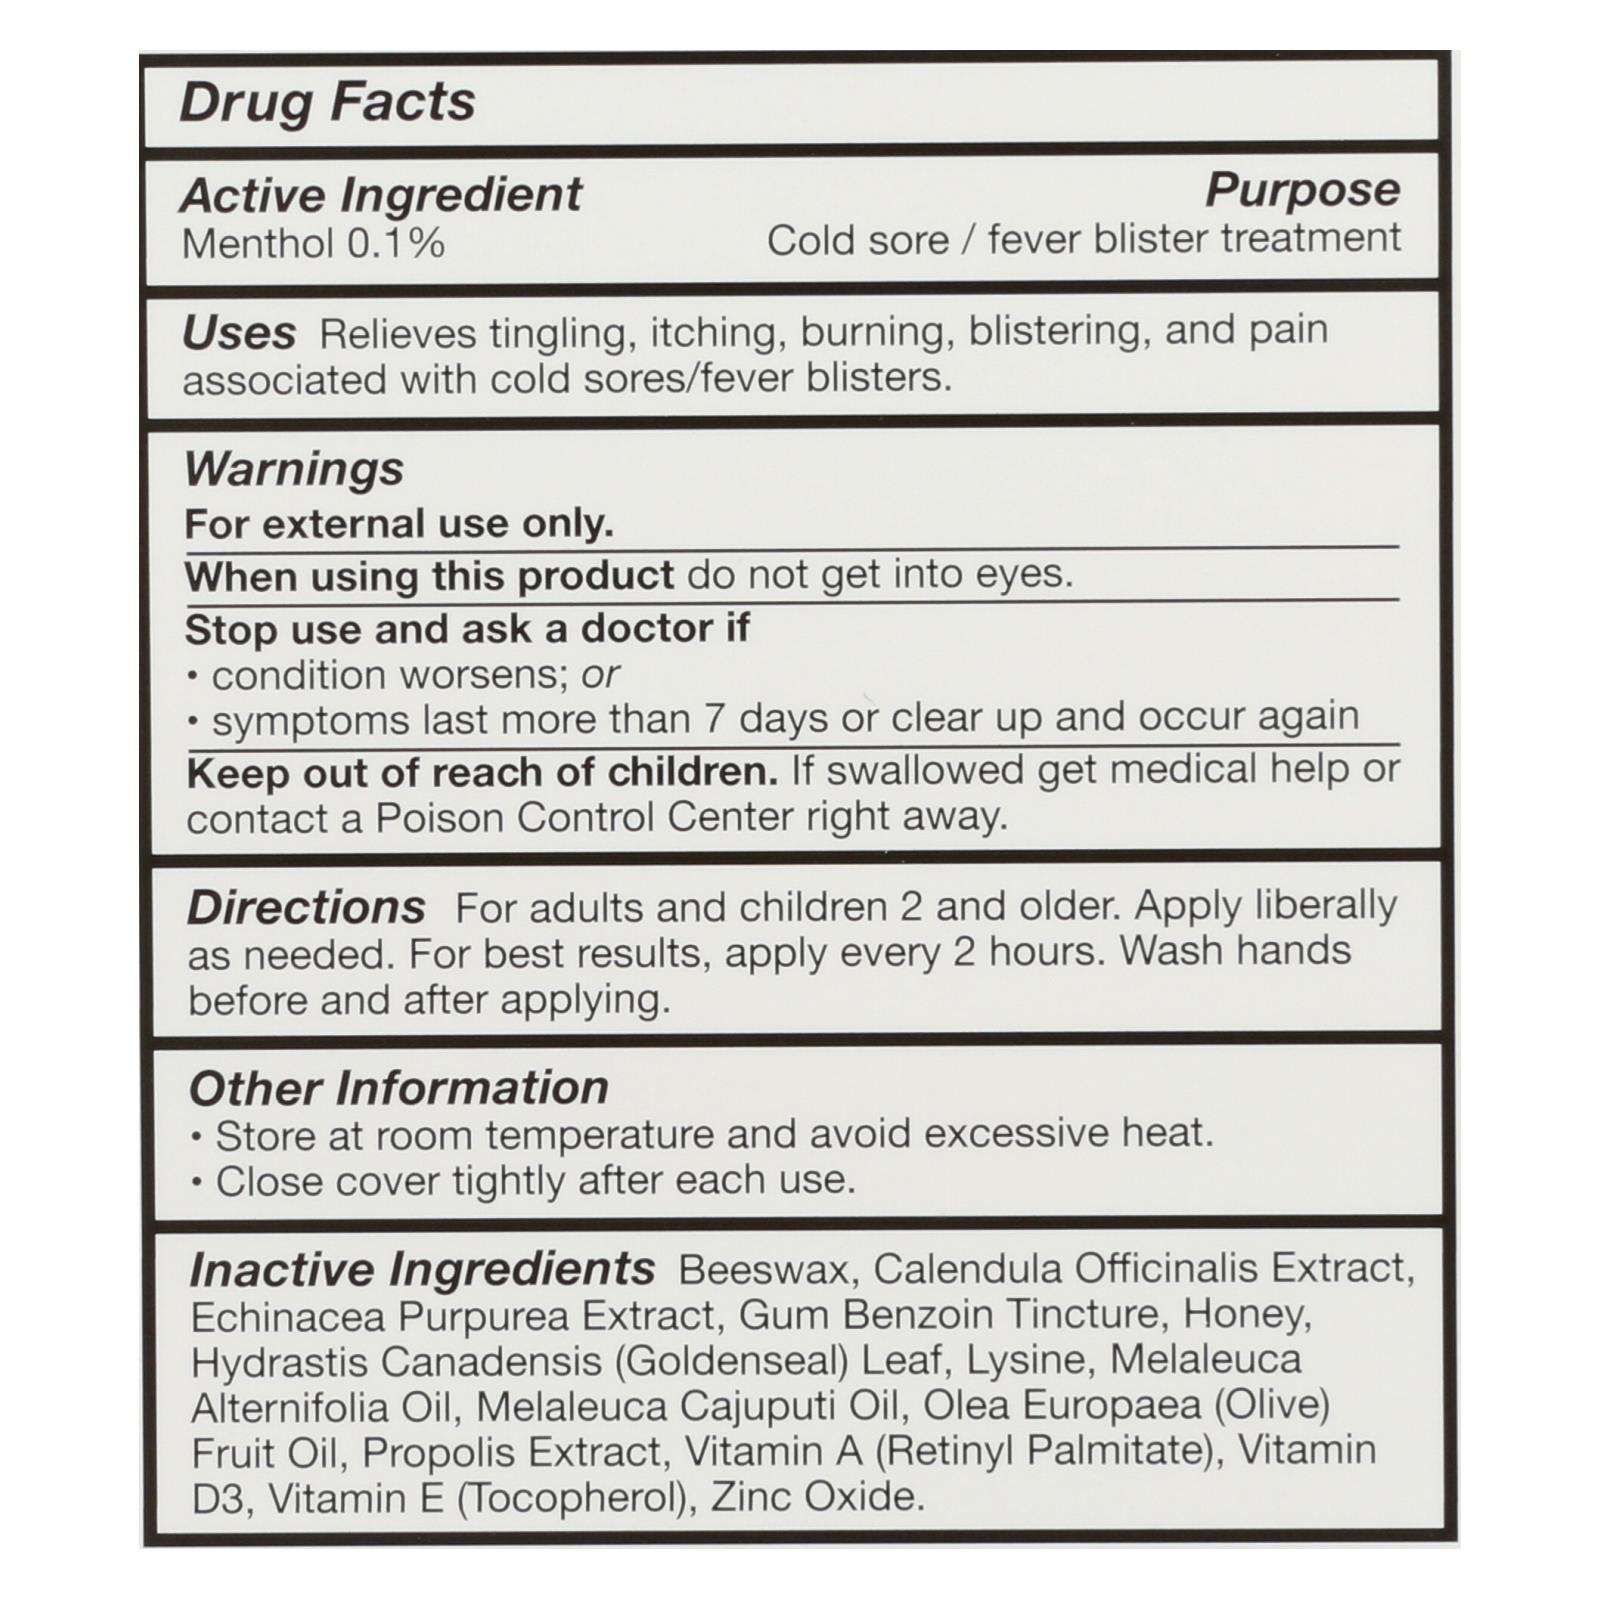 Drug Facts
Active Ingredient Purpose
Menthol 0.1% Cold sore / fever blister treatment
Uses Relieves tingling, itching, burning, blistering, and pain
associated with cold sores/fever blisters.
Warnings
For external use only.
When using this product do not get into eyes.
Stop use and ask a doctor if
• condition worsens; or
• symptoms last more than 7 days or clear up and occur again
Keep out of reach of children. If swallowed get medical help or
contact a Poison Control Center right away.
Directions For adults and children 2 and older. Apply liberally
as needed. For best results, apply every 2 hours. Wash hands
before and after applying.
Other Information
• Store at room temperature and avoid excessive heat.
• Close cover tightly after each use.
Inactive Ingredients Beeswax, Calendula Officinalis Extract,
Echinacea Purpurea Extract, Gum Benzoin Tincture, Honey,
Hydrastis Canadensis (Goldenseal) Leaf, Lysine, Melaleuca
Alternifolia Oil, Melaleuca Cajuputi Oil, Olea Europaea (Olive)
Fruit Oil, Propolis Extract, Vitamin A (Retinyl Palmitate), Vitamin
D3, Vitamin E (Tocopherol), Zinc Oxide.